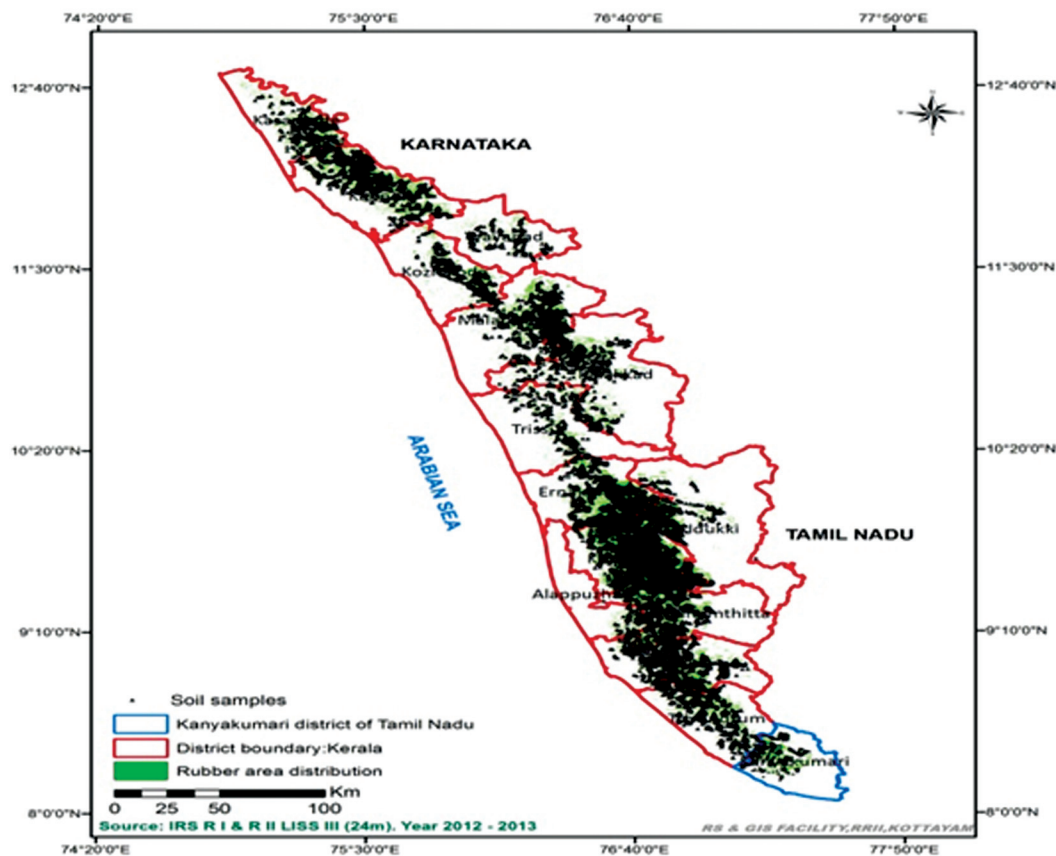 74°20'0"E 75°30'0"E 76°40'0"E 77°50'0"E
12°40'0"N 12°40'0"N
KARNATAKA
11°30'0"N 11°30'0"N
10°20'0"N 10°20'0"N
ARABIAN SEA
Idukki
TAMIL NADU
9°10'0"N 9°10'0"N
Soil samples
Kanyakumari district of Tamil Nadu
District boundary:Kerala
Rubber area distribution
Km
0 25 50 100
8°0'0"N 8°0'0"N
Source: IRS R I & R II LISS III (24m). Year 2012 - 2013
RS & GIS FACILITY,RRII,KOTTAYAM
74°20'0"E 75°30'0"E 76°40'0"E 77°50'0"E